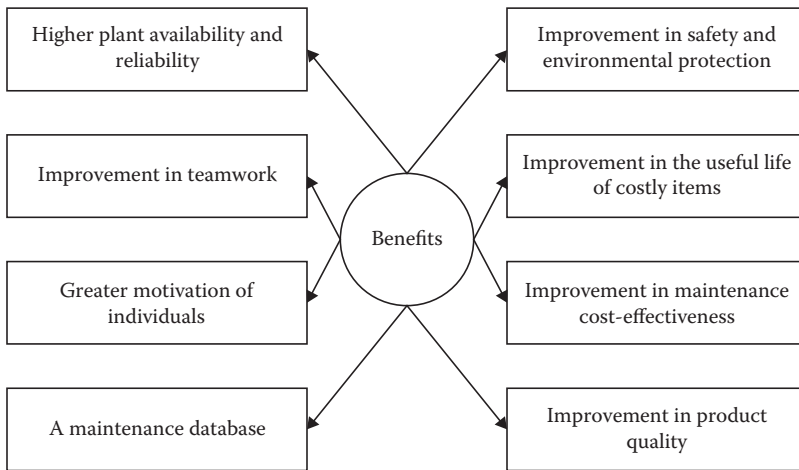 Higher plant availability and
reliability
Improvement in teamwork
Greater motivation of
individuals
A maintenance database
Benefits
Improvement in safety and
environmental protection
Improvement in the useful life
of costly items
Improvement in maintenance
cost-effectiveness
Improvement in product
quality